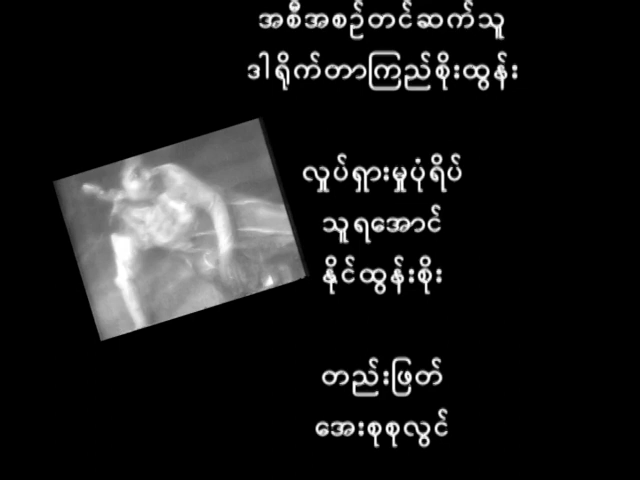 အစီအစဉ်တင်ဆက်သူ
ဒါရိုက်တာကြည်စိုးထွန်း
လှုပ်ရှားမှုပုံရိပ်
သူရအောင်
နိုင်ထွန်းစိုး
တည်းဖြတ်
အေးစုစုလွင်